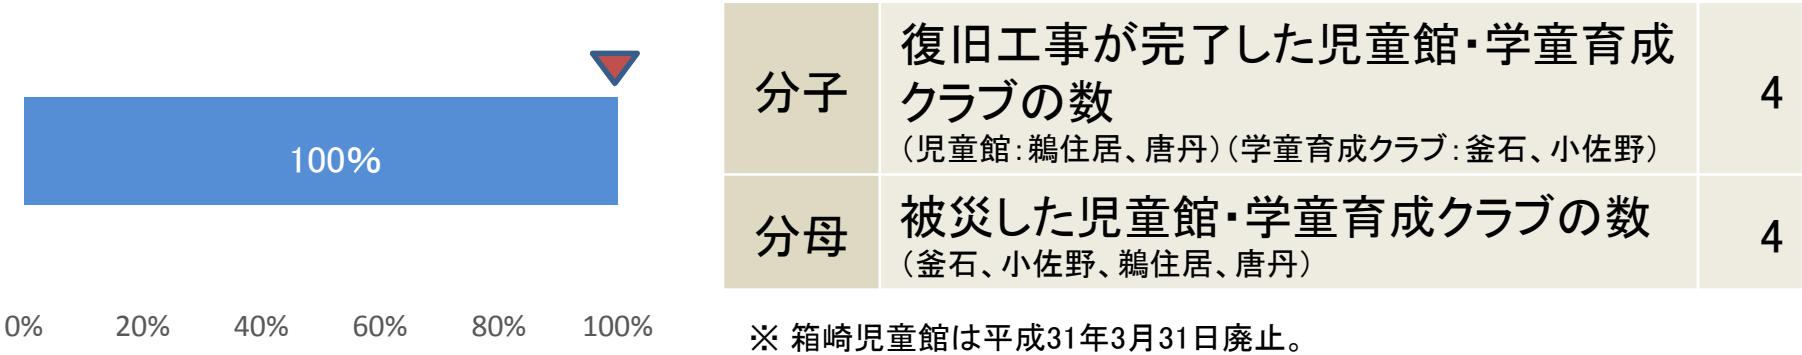 100%
0% 20% 40% 60% 80% 100%
分子
復旧工事が完了した児童館・学童育成
クラブの数
（児童館：鵜住居、唐丹）（学童育成クラブ：釜石、小佐野）
4
分母
被災した児童館・学童育成クラブの数
（釜石、小佐野、鵜住居、唐丹）
4
※ 箱崎児童館は平成31年3月31日廃止。